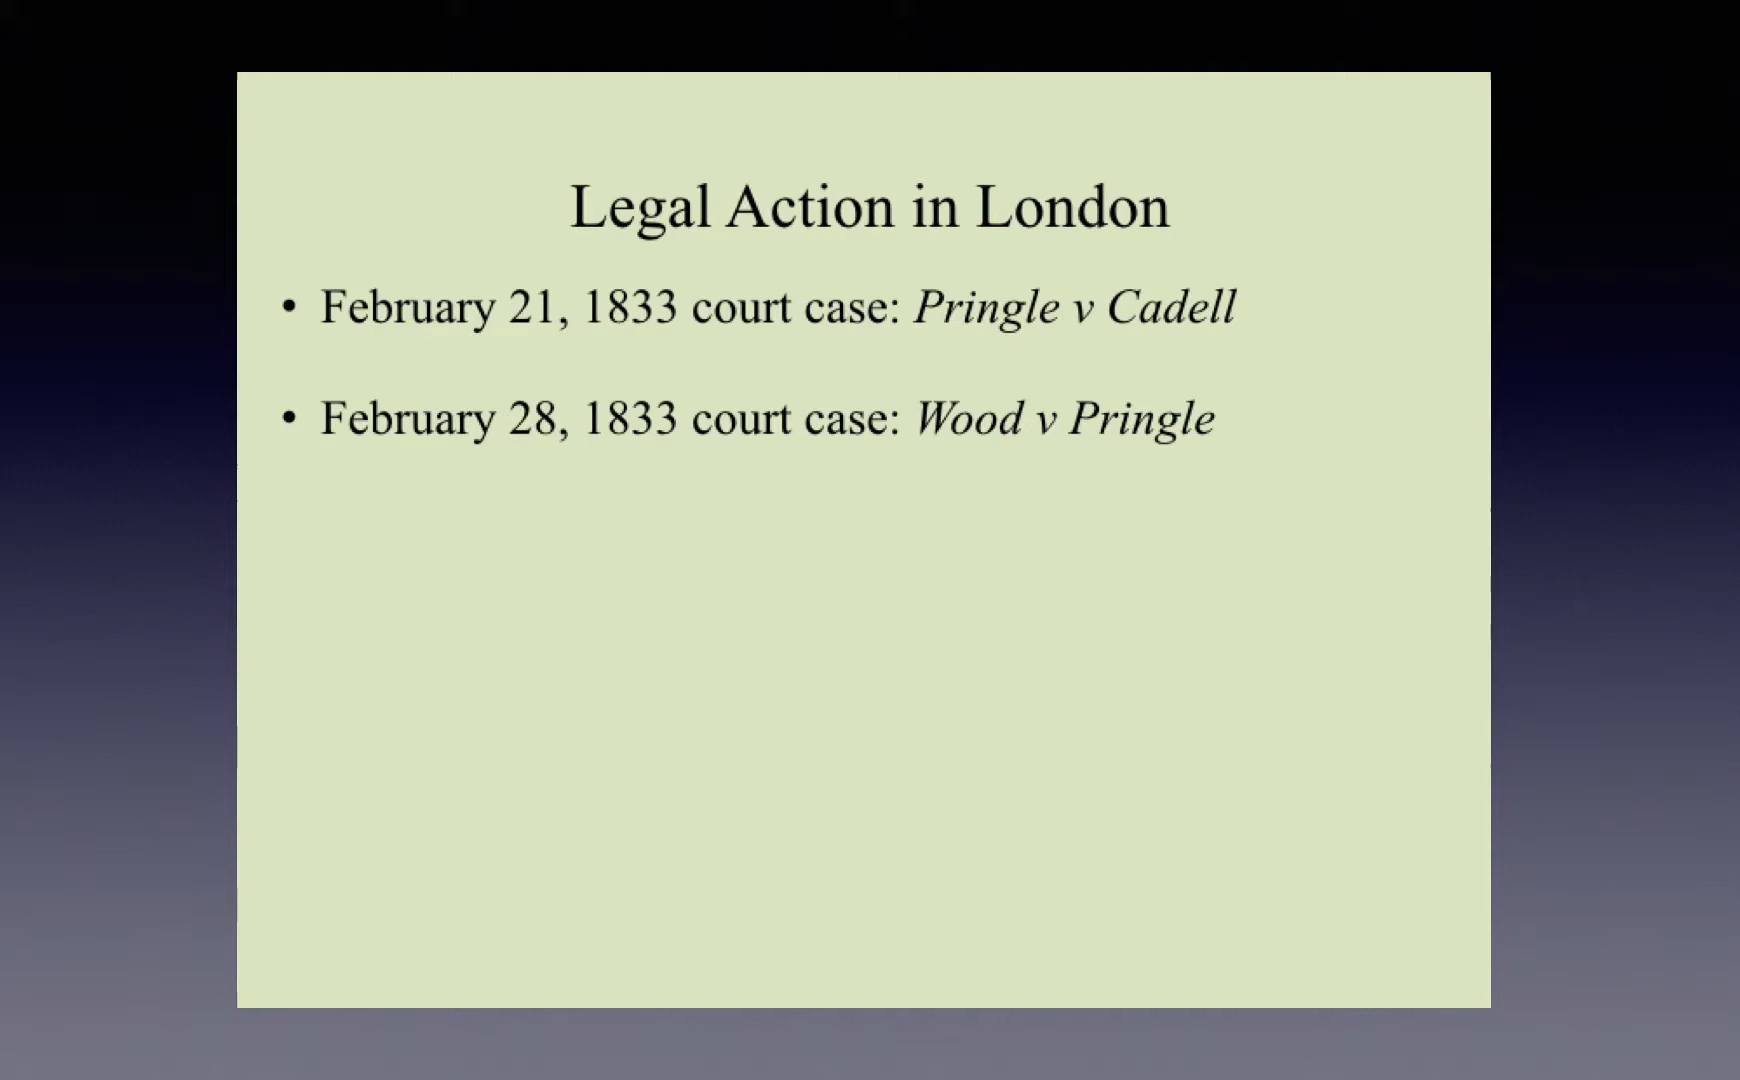 Legal Action in London
• February 21, 1833 court case: Pringle v Cadell
• February 28, 1833 court case: Wood v Pringle